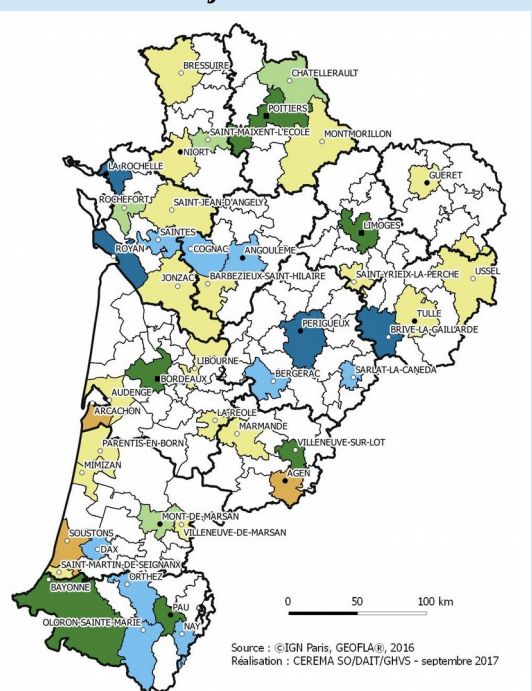 BRESSUIRE
CHATELLERAULT
POITIERS
SAINT-MAIXENT-L'ECOLE
MONTMORILLON
NIORT
LA-ROCHELLE
GUERET
ROCHEFORT
SAINT-JEAN-D'ANGELY
LIMOGES
SAINTES
ROYAN
COGNAC
ANGOULEME
JONZAC
BARBEZIEUX-SAINT-HILAIRE
SAINT-YRIEIX-LA-PERCHE
USSEL
TULLE
PERIGUEUX
BRIVE-LA-GAILLARDE
LIBOURNE
BERGERAC
SARLAT-LA-CANEDA
BORDEAUX
AUDENGE
ARCACHON
LA-REOLE
MARMANDE
PARENTIS-EN-BORN
VILLENEUVE-SUR-LOT
MIMIZAN
AGEN
MONT-DE-MARSAN
SOUSTONS
VILLENEUVE-DE-MARSAN
DAX
SAINT-MARTIN-DE-SEIGNANX
ORTHEZ
BAYONNE
PAU
OLORON-SAINTE-MARIE
NAY
0 50 100 km
Source : ©IGN Paris, GEOFLA®, 2016
Réalisation : CEREMA SO/DAIT/GHVS - septembre 2017